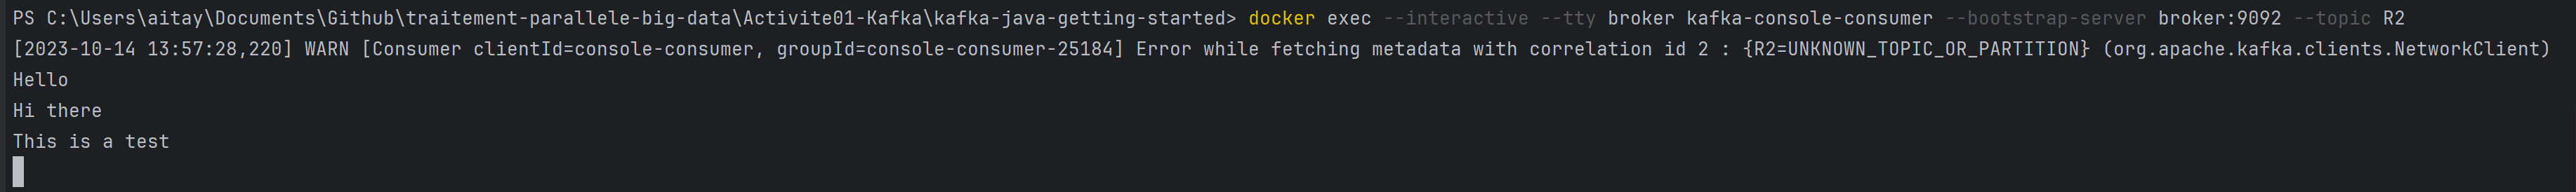 PS C:\Users\aitay\Documents\Github\traitement-parallele-big-data\Activite01-Kafka\kafka-java-getting-started> docker exec --interactive --tty broker kafka-console-consumer --bootstrap-server broker:9092 --topic R2
[2023-10-14 13:57:28,220] WARN [Consumer clientId=console-consumer, groupId=console-consumer-25184] Error while fetching metadata with correlation id 2 : {R2=UNKNOWN_TOPIC_OR_PARTITION} (org.apache.kafka.clients.NetworkClient)
Hello
Hi there
This is a test